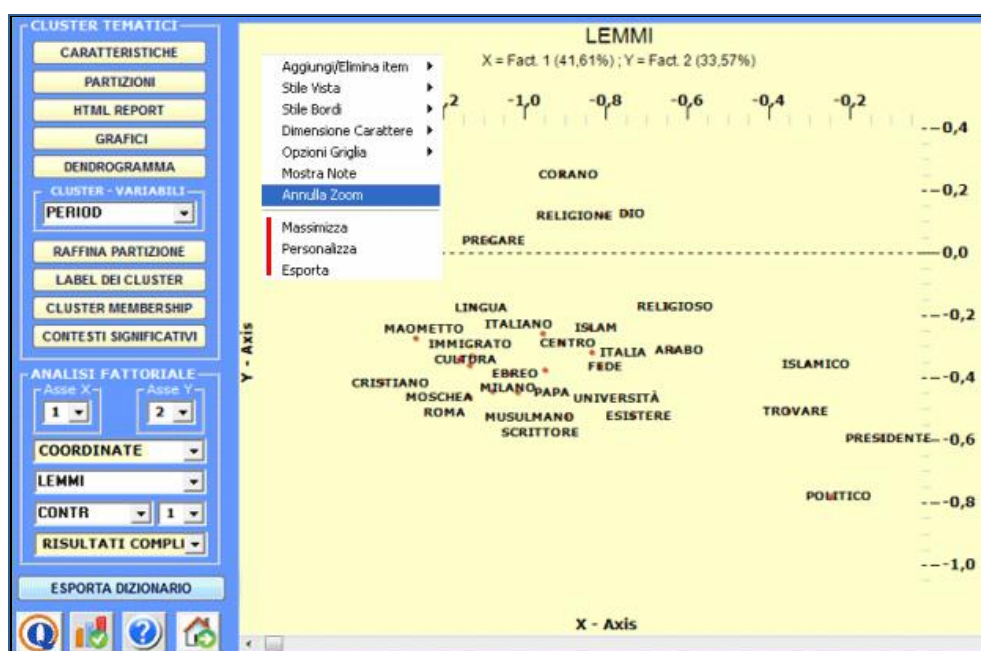 CLUSTER TEMATICI
CARATTERISTICHE
PARTIZIONI
HTML REPORT
GRAFICI
DENDROGRAMMA
CLUSTER - VARIABILI
PERIOD
RAFFINA PARTIZIONE
LABEL DEI CLUSTER
CLUSTER MEMBERSHIP
CONTESTI SIGNIFICATIVI
ANALISI FATTORIALE
Asse X Asse Y
1 2
COORDINATE
LEMMI
CONTR 1
RISULTATI COMPLI
ESPORTA DIZIONARIO
Q ?
Aggiungi/Elimina item
Stile Vista
Stile Bordi
Dimensione Carattere
Opzioni Griglia
Mostra Note
Annulla Zoom
Massimizza
Personalizza
Esporta
LEMMI
X = Fact. 1 (41,61%) ; Y = Fact. 2 (33,57%)
,2 -1,0 -0,8 -0,6 -0,4 -0,2
--0,4
CORANO
--0,2
RELIGIONE DIO
PREGARE
--0,0
LINGUA RELIGIOSO
---0,2
MAOMETTO ITALIANO ISLAM
IMMIGRATO CENTRO
CULTURA ITALIA ARABO
EBREO FEDE ISLAMICO
---0,4
CRISTIANO MILANO PAPA
MOSCHEA UNIVERSITÀ
ROMA MUSULMANO ESISTERE TROVARE
SCRITTORE
PRESIDENTE---0,6
POLITICO
---0,8
---1,0
Y - Axis
X - Axis